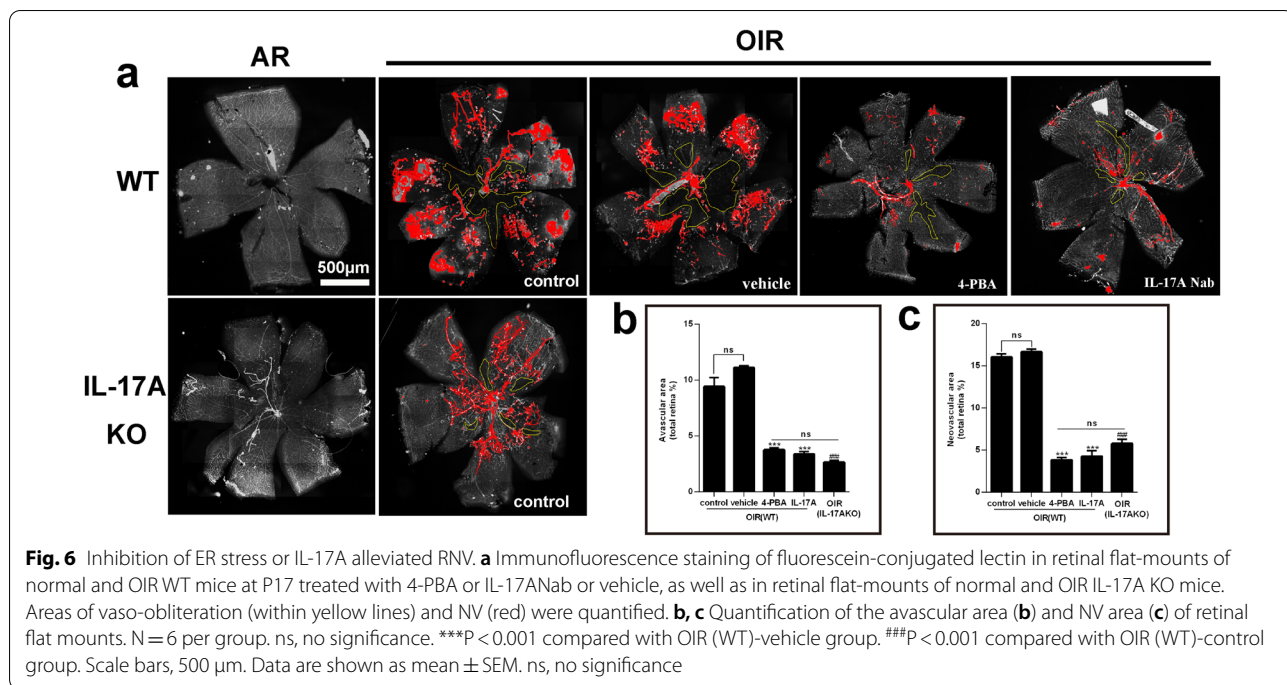 AR
OIR
a
WT
500µm
control
vehicle
4-PBA
IL-17A Nab
IL-17A
KO
control
b
15
10
5
0
Avascular area
(total retina %)
ns
ns
***
***
###
control vehicle 4-PBA IL-17A OIR
(IL-17AKO)
OIR(WT)
c
20
15
10
5
0
Neovascular area
(total retina %)
ns
ns
***
***
###
control vehicle 4-PBA IL-17A OIR
(IL-17AKO)
OIR(WT)
Fig. 6 Inhibition of ER stress or IL-17A alleviated RNV. a Immunofluorescence staining of fluorescein-conjugated lectin in retinal flat-mounts of
normal and OIR WT mice at P17 treated with 4-PBA or IL-17ANab or vehicle, as well as in retinal flat-mounts of normal and OIR IL-17A KO mice.
Areas of vaso-obliteration (within yellow lines) and NV (red) were quantified. b, c Quantification of the avascular area (b) and NV area (c) of retinal
flat mounts. N = 6 per group. ns, no significance. ***P < 0.001 compared with OIR (WT)-vehicle group. ###P < 0.001 compared with OIR (WT)-control
group. Scale bars, 500 µm. Data are shown as mean ± SEM. ns, no significance